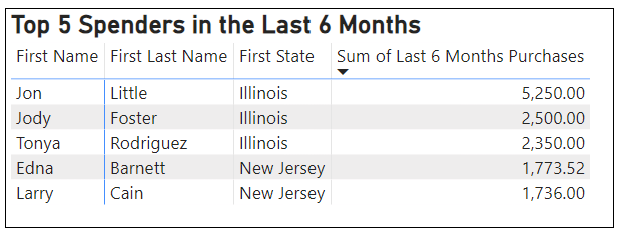 Top 5 Spenders in the Last 6 Months
First Name First Last Name First State Sum of Last 6 Months Purchases
Jon Little Illinois 5,250.00
Jody Foster Illinois 2,500.00
Tonya Rodriguez Illinois 2,350.00
Edna Barnett New Jersey 1,773.52
Larry Cain New Jersey 1,736.00